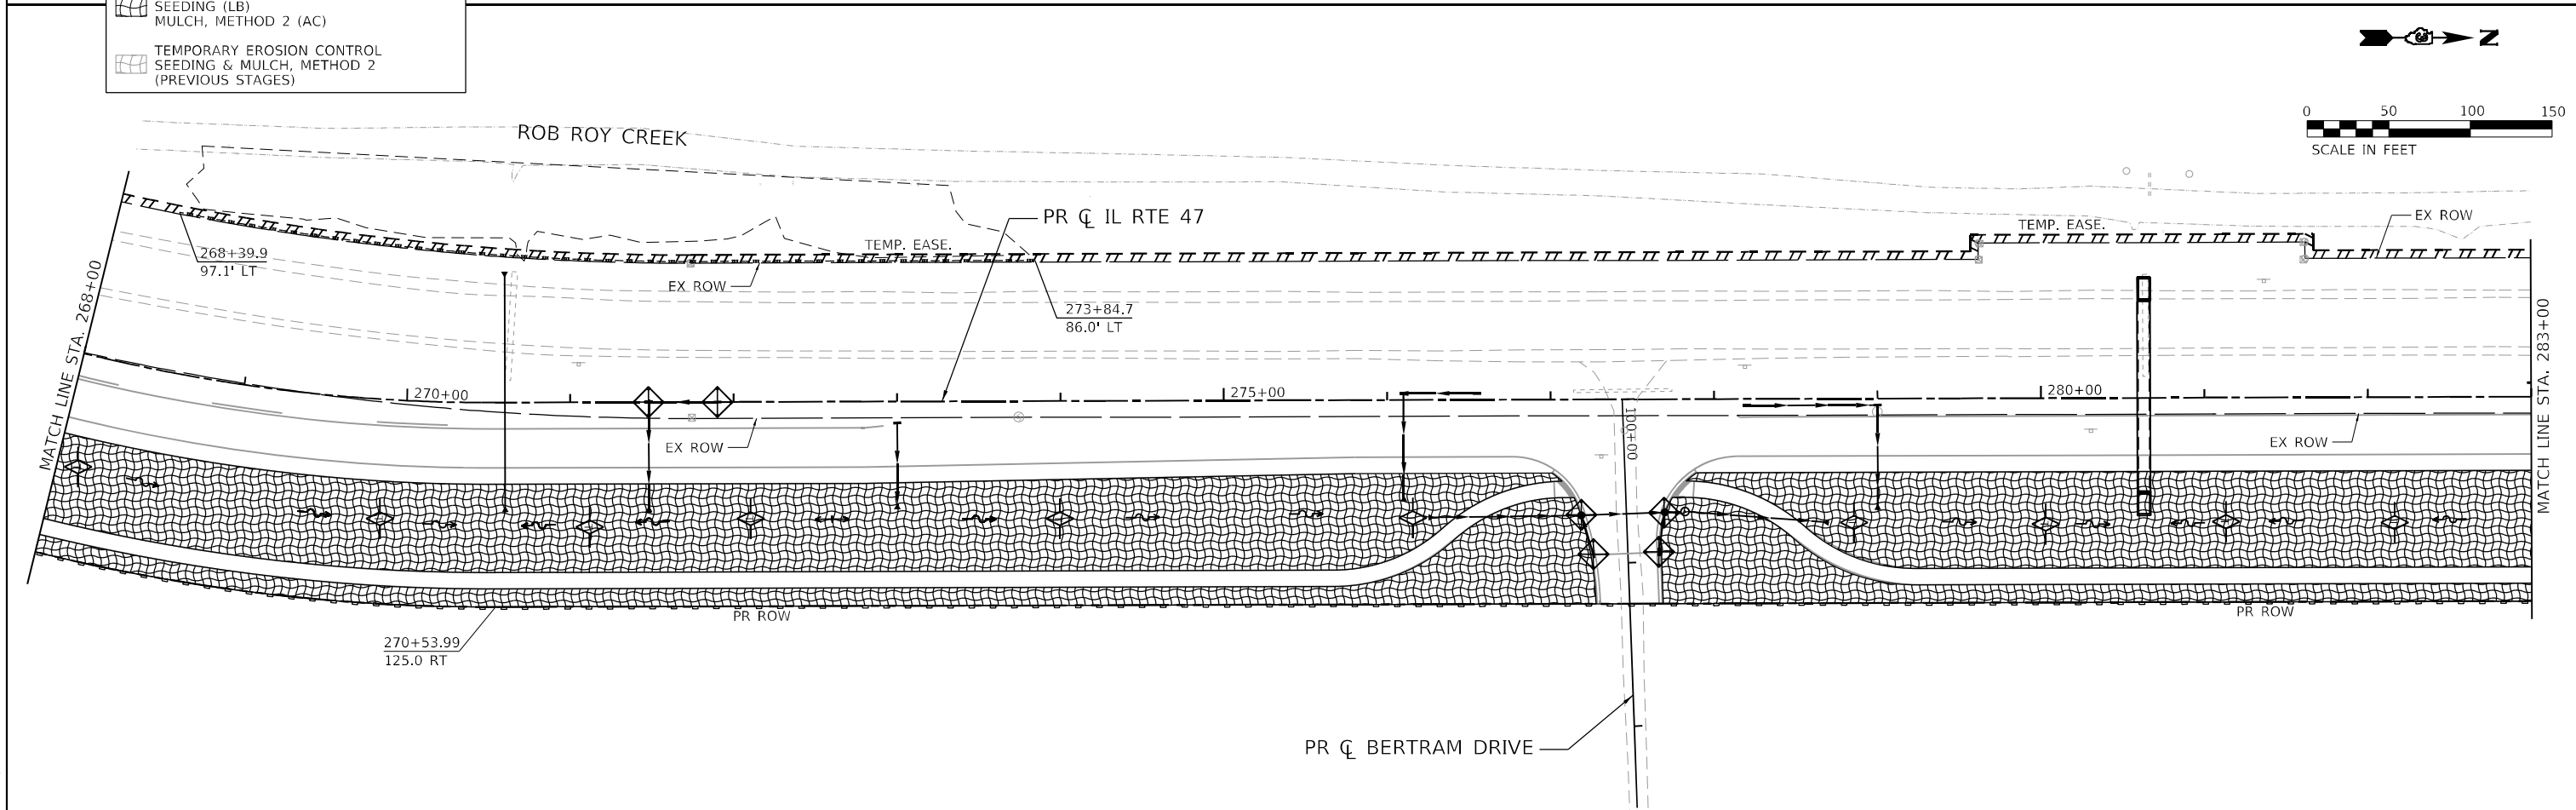 SEEDING (LB)
MULCH, METHOD 2 (AC)
TEMPORARY EROSION CONTROL
SEEDING & MULCH, METHOD 2
(PREVIOUS STAGES)
N
0 50 100 150
SCALE IN FEET
ROB ROY CREEK
PR ℄ IL RTE 47
EX ROW
TEMP. EASE.
TEMP. EASE.
268+39.9
97.1' LT
EX ROW
273+84.7
86.0' LT
MATCH LINE STA. 268+00
MATCH LINE STA. 283+00
270+00
275+00
280+00
100+00
EX ROW
EX ROW
PR ROW
PR ROW
270+53.99
125.0 RT
PR ℄ BERTRAM DRIVE